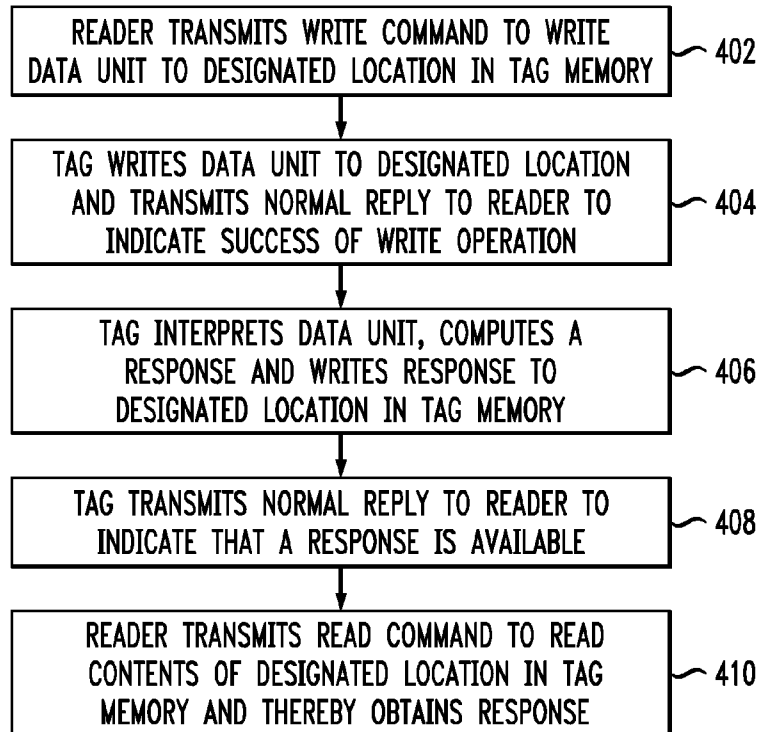 READER TRANSMITS WRITE COMMAND TO WRITE
DATA UNIT TO DESIGNATED LOCATION IN TAG MEMORY
402
TAG WRITES DATA UNIT TO DESIGNATED LOCATION
AND TRANSMITS NORMAL REPLY TO READER TO
INDICATE SUCCESS OF WRITE OPERATION
404
TAG INTERPRETS DATA UNIT, COMPUTES A
RESPONSE AND WRITES RESPONSE TO
DESIGNATED LOCATION IN TAG MEMORY
406
TAG TRANSMITS NORMAL REPLY TO READER TO
INDICATE THAT A RESPONSE IS AVAILABLE
408
READER TRANSMITS READ COMMAND TO READ
CONTENTS OF DESIGNATED LOCATION IN TAG
MEMORY AND THEREBY OBTAINS RESPONSE
410